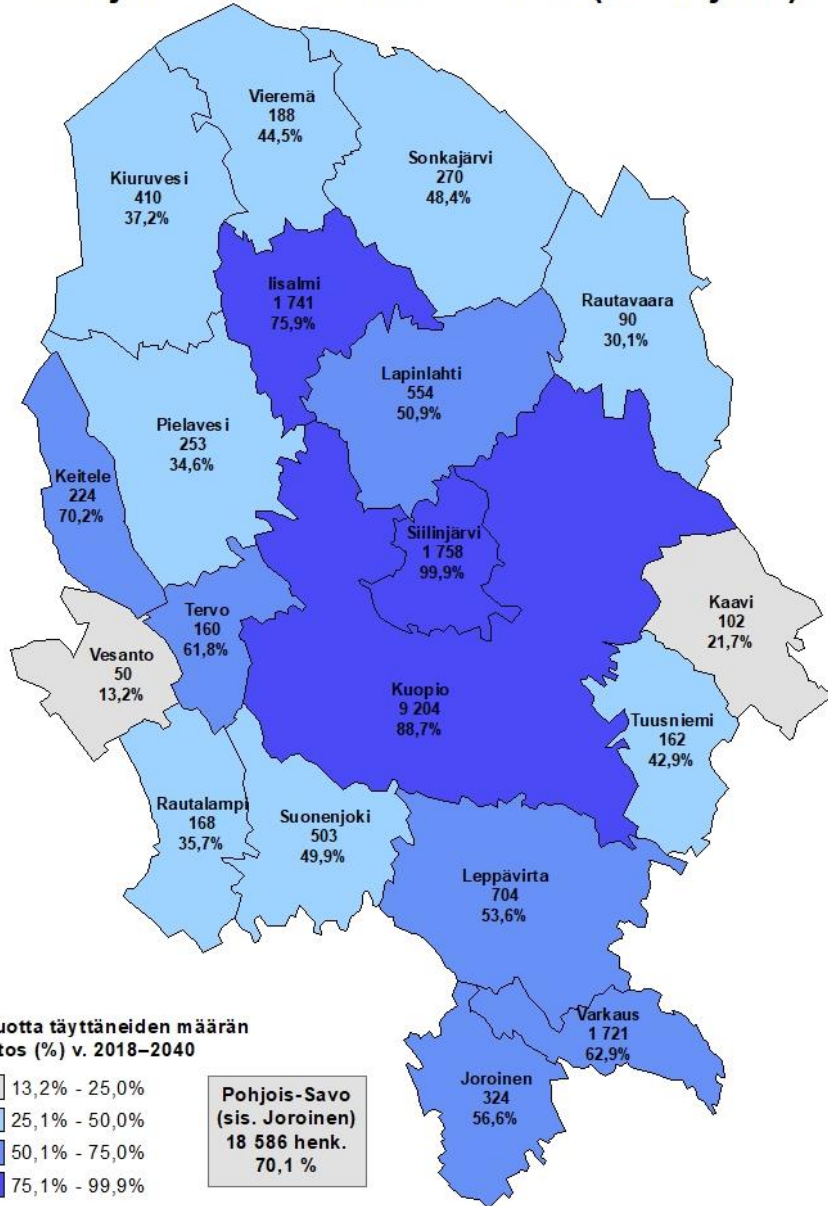 Vieremä
188
44,5%
Sonkajärvi
270
48,4%
Kiuruvesi
410
37,2%
Iisalmi
1 741
75,9%
Rautavaara
90
30,1%
Lapinlahti
554
50,9%
Pielavesi
253
34,6%
Keitele
224
70,2%
Siilinjärvi
1 758
99,9%
Kaavi
102
21,7%
Tervo
160
61,8%
Vesanto
50
13,2%
Kuopio
9 204
88,7%
Tuusniemi
162
42,9%
Rautalampi
168
35,7%
Suonenjoki
503
49,9%
Leppävirta
704
53,6%
Varkaus
1 721
62,9%
Joroinen
324
56,6%
täyttäneiden määrän
(%) v. 2018–2040
13,2% - 25,0%
25,1% - 50,0%
50,1% - 75,0%
75,1% - 99,9%
Pohjois-Savo
(sis. Joroinen)
18 586 henk.
70,1 %